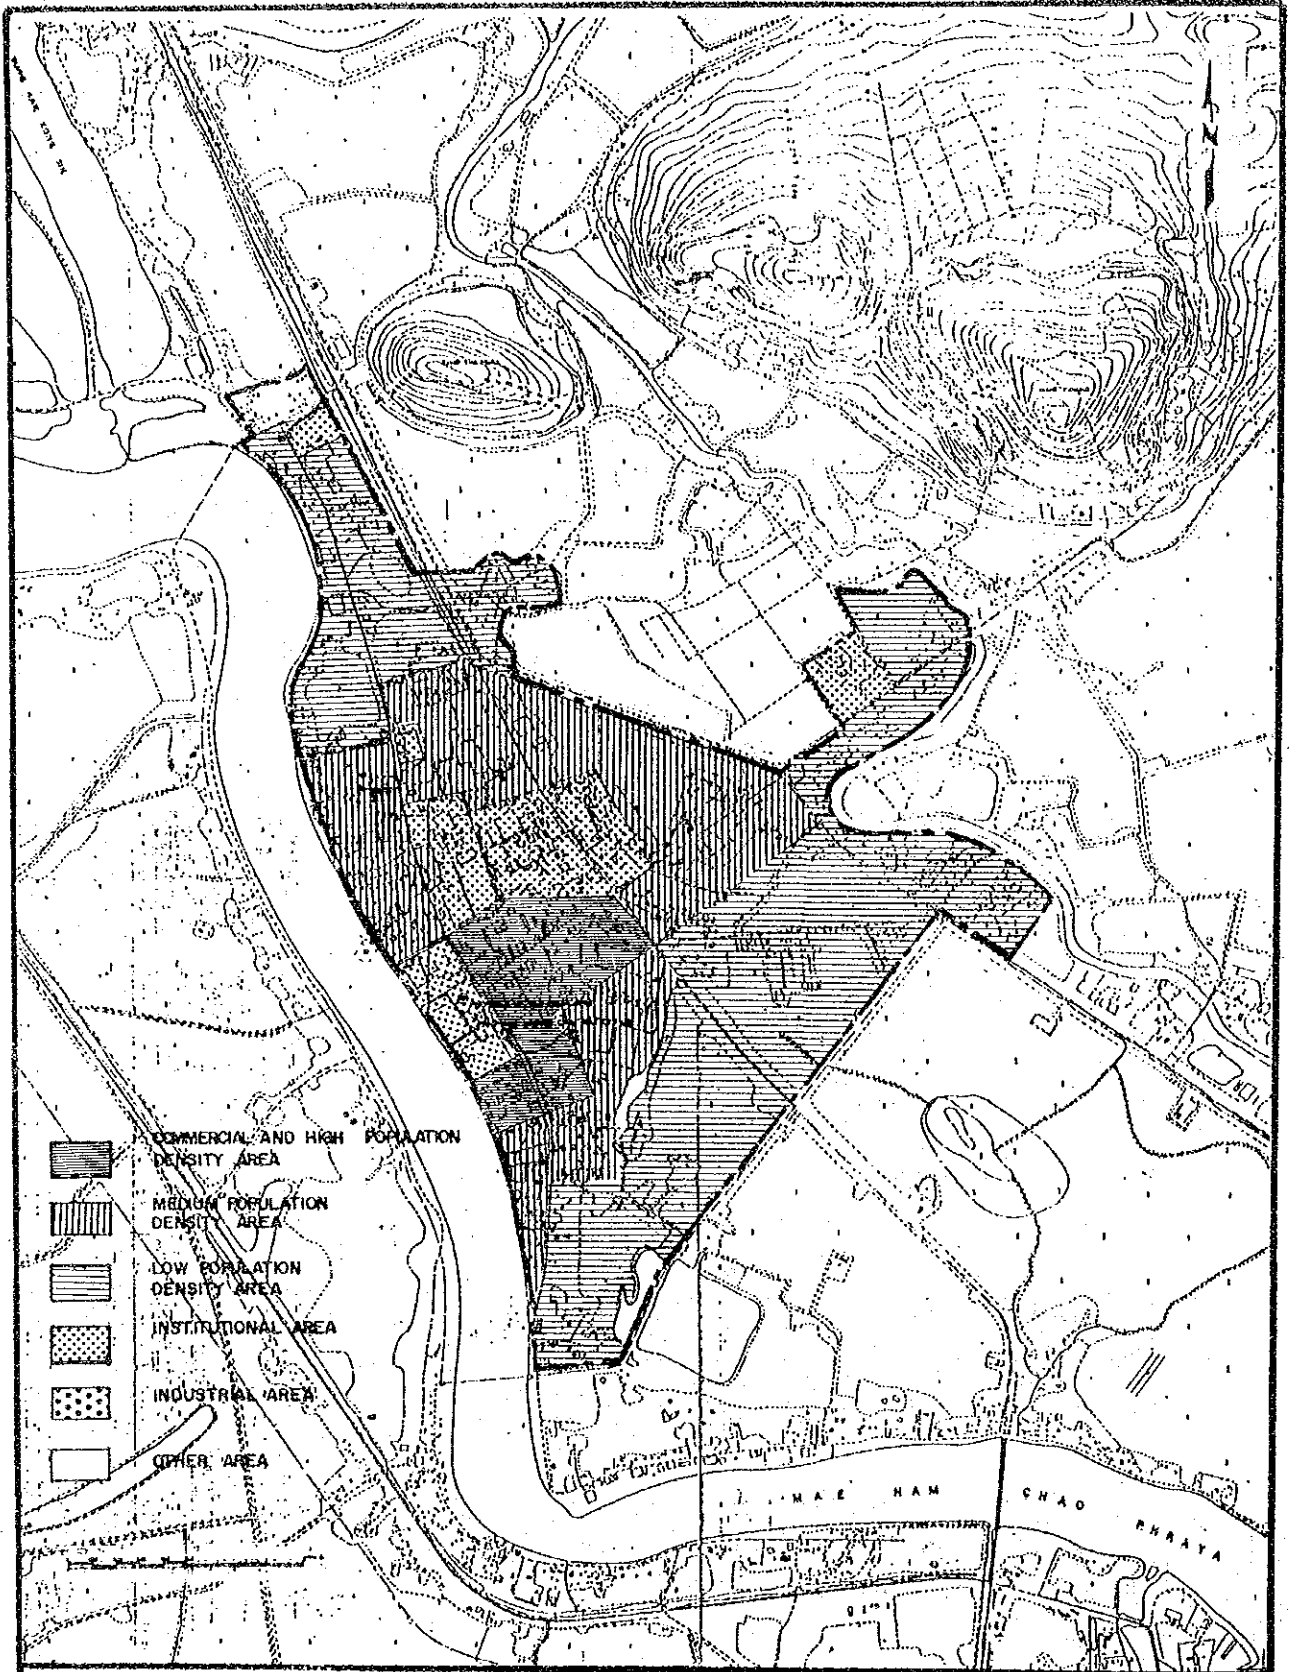 N
COMMERCIAL AND HIGH POPULATION
DENSITY AREA
MEDIUM POPULATION
DENSITY AREA
LOW POPULATION
DENSITY AREA
INSTITUTIONAL AREA
INDUSTRIAL AREA
OTHER AREA
MAE NAM CHAO PHRAYA